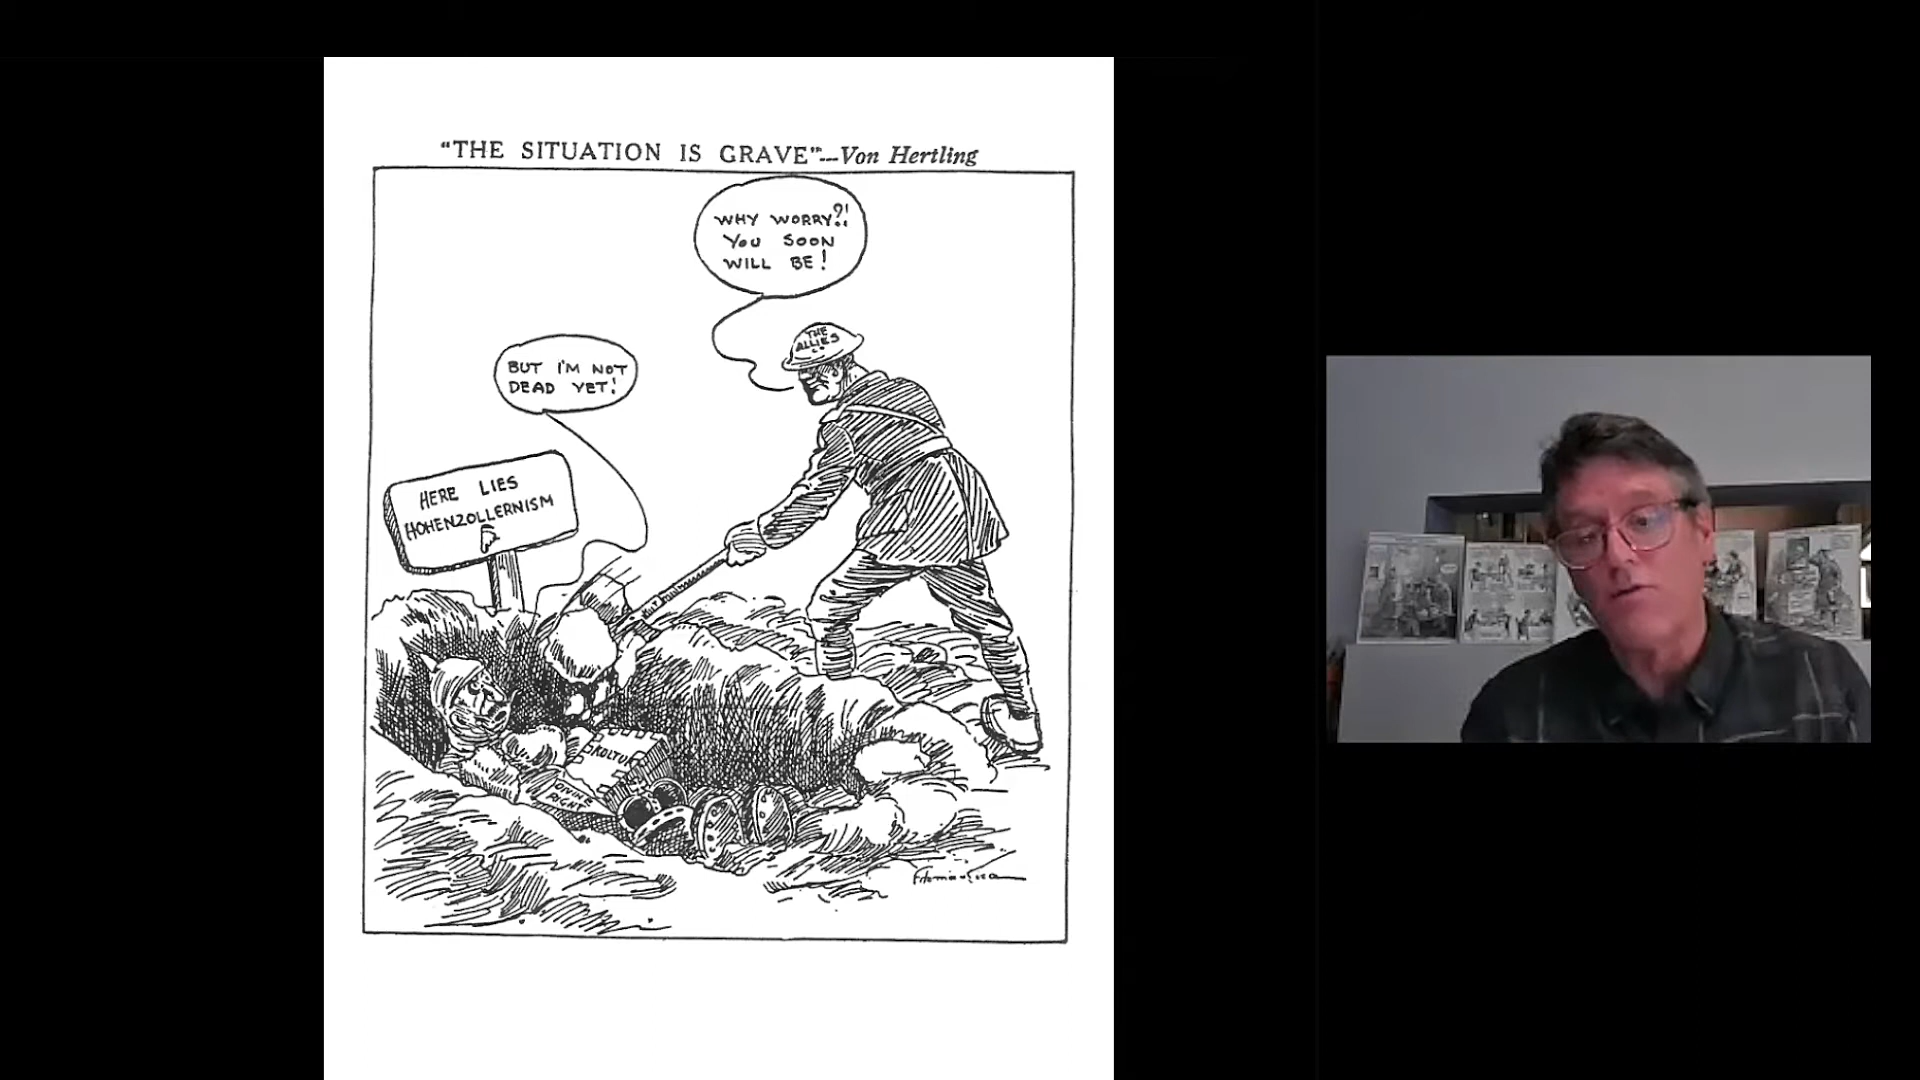 "THE SITUATION IS GRAVE"--Von Hertling
WHY WORRY?!
YOU SOON
WILL BE!
THE
ALLIES
BUT I'M NOT
DEAD YET!
HERE LIES
HOHENZOLLERNISM
KULTUR
DIVINE
RIGHT